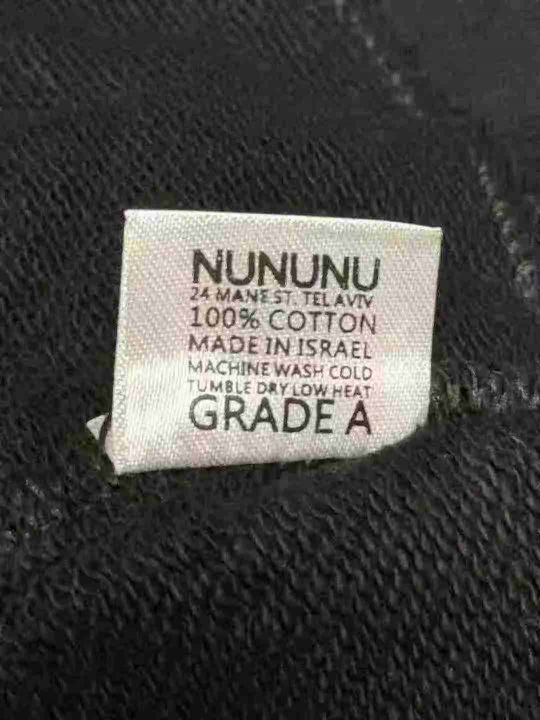 NUNUNU
24 MANE ST. TEL AVIV
100% COTTON
MADE IN ISRAEL
MACHINE WASH COLD
TUMBLE DRY LOW HEAT
GRADE A